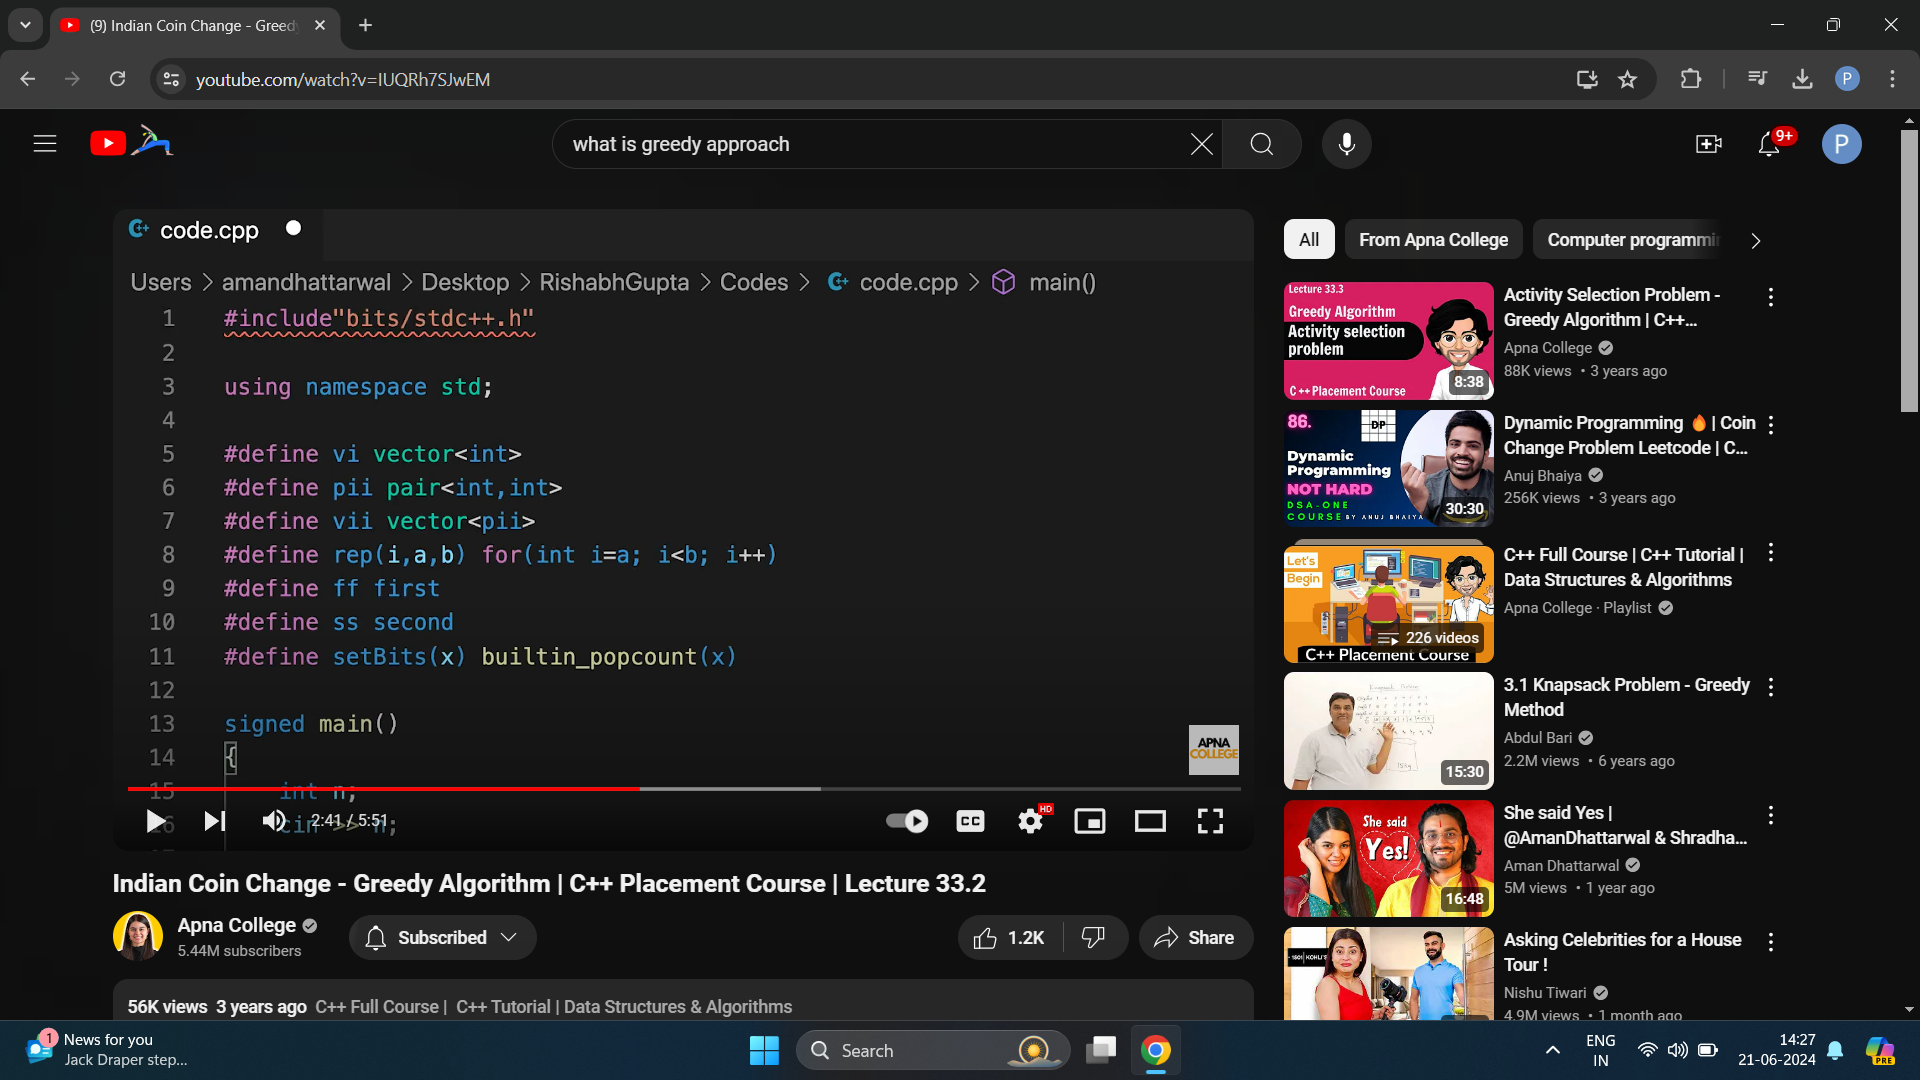 (9) Indian Coin Change - Greed
youtube.com/watch?v=IUQRh7SJwEM
P
what is greedy approach
9+
P
code.cpp
Users > amandhattarwal > Desktop > RishabhGupta > Codes > code.cpp > main()
1 #include"bits/stdc++.h"
2
3 using namespace std;
4
5 #define vi vector<int>
6 #define pii pair<int,int>
7 #define vii vector<pii>
8 #define rep(i,a,b) for(int i=a; i<b; i++)
9 #define ff first
10 #define ss second
11 #define setBits(x) builtin_popcount(x)
12
13 signed main()
14 {
15 int n;
16 cin >> n;
APNA
COLLEGE
2:41 / 5:51
CC
HD
Indian Coin Change - Greedy Algorithm | C++ Placement Course | Lecture 33.2
Apna College
5.44M subscribers
Subscribed
1.2K
Share
56K views 3 years ago C++ Full Course | C++ Tutorial | Data Structures & Algorithms
All
From Apna College
Computer programmi
Lecture 33.3
Greedy Algorithm
Activity selection
problem
C++ Placement Course
8:38
Activity Selection Problem -
Greedy Algorithm | C++...
Apna College
88K views • 3 years ago
86.
DP
Dynamic
Programming
NOT HARD
DSA-ONE
COURSE BY ANUJ BHAIYA
30:30
Dynamic Programming 🔥 | Coin
Change Problem Leetcode | C...
Anuj Bhaiya
256K views • 3 years ago
Let's
Begin
226 videos
C++ Placement Course
C++ Full Course | C++ Tutorial |
Data Structures & Algorithms
Apna College · Playlist
15:30
3.1 Knapsack Problem - Greedy
Method
Abdul Bari
2.2M views • 6 years ago
She said
Yes!
16:48
She said Yes |
@AmanDhattarwal & Shradha...
Aman Dhattarwal
5M views • 1 year ago
Asking Celebrities for a House
Tour !
Nishu Tiwari
4.9M views • 1 month ago
1
News for you
Jack Draper step...
Search
ENG
IN
14:27
21-06-2024
PRE